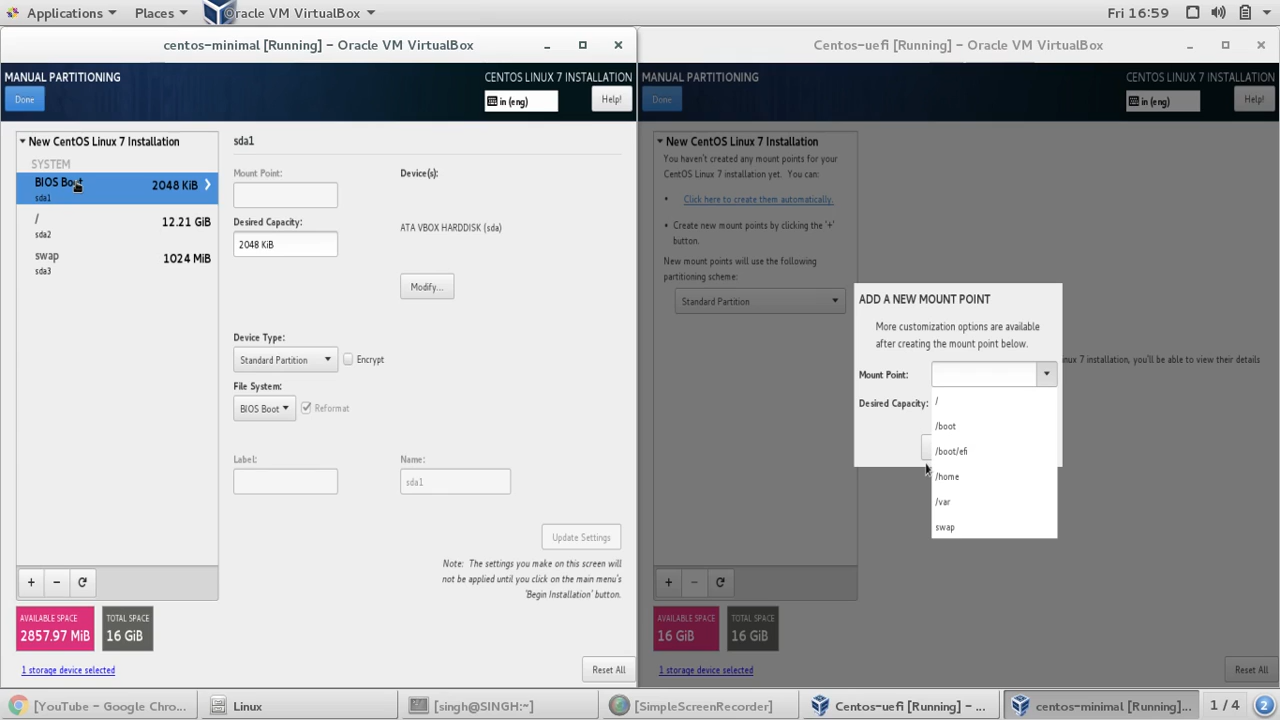 Applications
Places
Oracle VM VirtualBox
Fri 16:59
centos-minimal [Running] – Oracle VM VirtualBox
MANUAL PARTITIONING
CENTOS LINUX 7 INSTALLATION
Done
in (eng)
Help!
New CentOS Linux 7 Installation
SYSTEM
BIOS Boot
2048 KiB
sda1
/
12.21 GiB
sda2
swap
1024 MiB
sda3
sda1
Mount Point:
Device(s):
Desired Capacity:
ATA VBOX HARDDISK (sda)
2048 KiB
Modify...
Device Type:
Standard Partition
Encrypt
File System:
BIOS Boot
Reformat
Label:
Name:
sda1
Update Settings
Note: The settings you make on this screen will
not be applied until you click on the main menu's
'Begin Installation' button.
+ −
AVAILABLE SPACE
2857.97 MiB
TOTAL SPACE
16 GiB
1 storage device selected
Reset All
Centos-uefi [Running] – Oracle VM VirtualBox
MANUAL PARTITIONING
CENTOS LINUX 7 INSTALLATION
Done
in (eng)
Help!
New CentOS Linux 7 Installation
You haven't created any mount points for your
CentOS Linux 7 installation yet. You can:
• Click here to create them automatically.
• Create new mount points by clicking the '+'
button.
New mount points will use the following
partitioning scheme:
Standard Partition
ADD A NEW MOUNT POINT
More customization options are available
after creating the mount point below.
Mount Point:
Desired Capacity:
/
/boot
/boot/efi
/home
/var
swap
7 installation, you'll be able to view their details
+ −
AVAILABLE SPACE
16 GiB
TOTAL SPACE
16 GiB
1 storage device selected
Reset All
[YouTube – Google Chro...
Linux
[singh@SINGH:~]
[SimpleScreenRecorder]
Centos-uefi [Running] – ...
centos-minimal [Running]...
1 / 4
2